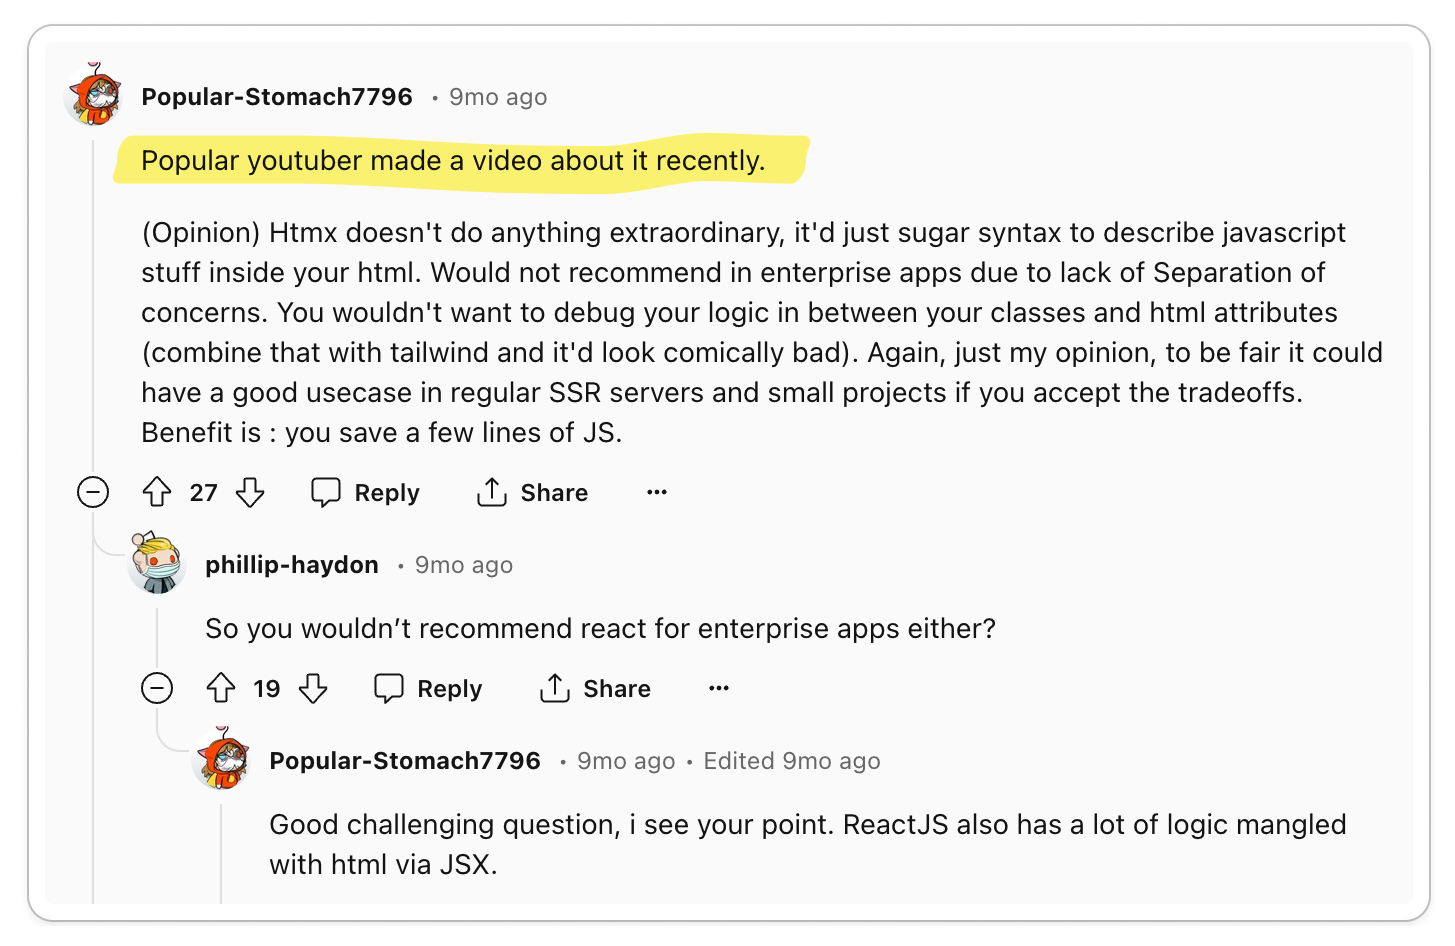 Popular-Stomach7796 • 9mo ago
Popular youtuber made a video about it recently.
(Opinion) Htmx doesn't do anything extraordinary, it'd just sugar syntax to describe javascript
stuff inside your html. Would not recommend in enterprise apps due to lack of Separation of
concerns. You wouldn't want to debug your logic in between your classes and html attributes
(combine that with tailwind and it'd look comically bad). Again, just my opinion, to be fair it could
have a good usecase in regular SSR servers and small projects if you accept the tradeoffs.
Benefit is : you save a few lines of JS.
27 Reply Share ...
phillip-haydon • 9mo ago
So you wouldn’t recommend react for enterprise apps either?
19 Reply Share ...
Popular-Stomach7796 • 9mo ago • Edited 9mo ago
Good challenging question, i see your point. ReactJS also has a lot of logic mangled
with html via JSX.